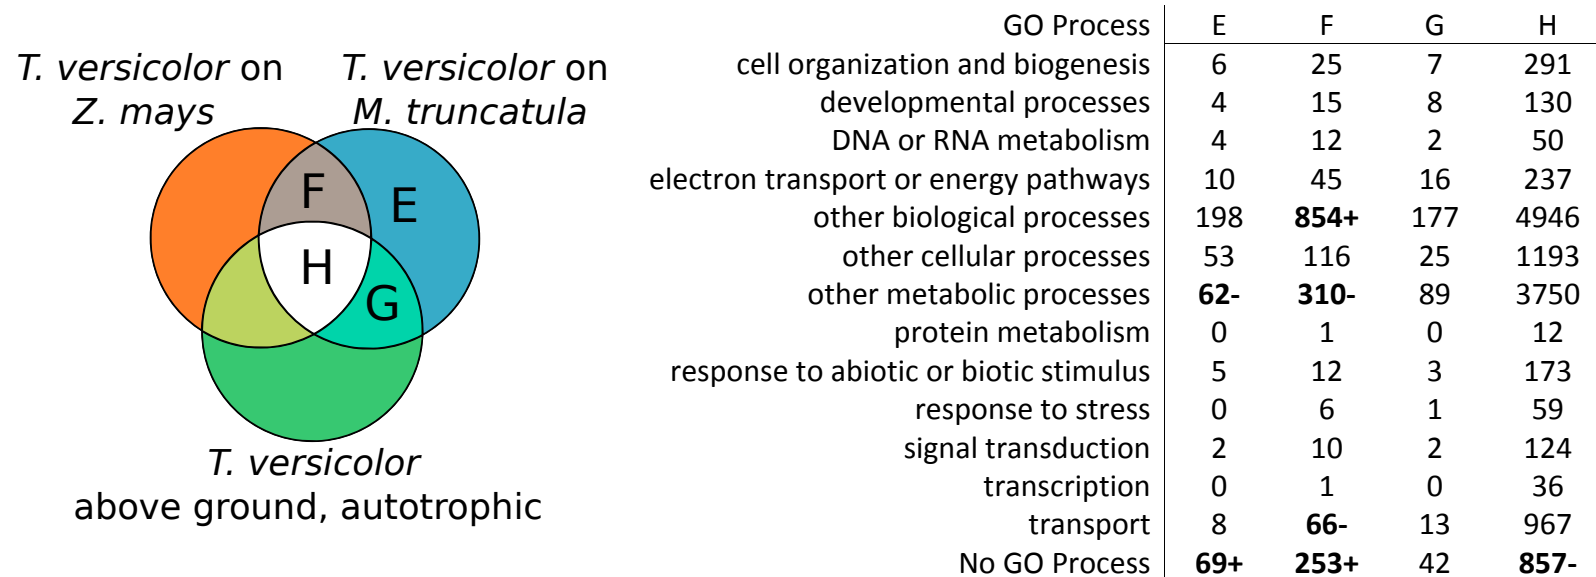 T. versicolor on
Z. mays
T. versicolor on
M. truncatula
F
E
H
G
T. versicolor
above ground, autotrophic
GO Process E F G H
cell organization and biogenesis 6 25 7 291
developmental processes 4 15 8 130
DNA or RNA metabolism 4 12 2 50
electron transport or energy pathways 10 45 16 237
other biological processes 198 854+ 177 4946
other cellular processes 53 116 25 1193
other metabolic processes 62- 310- 89 3750
protein metabolism 0 1 0 12
response to abiotic or biotic stimulus 5 12 3 173
response to stress 0 6 1 59
signal transduction 2 10 2 124
transcription 0 1 0 36
transport 8 66- 13 967
No GO Process 69+ 253+ 42 857-